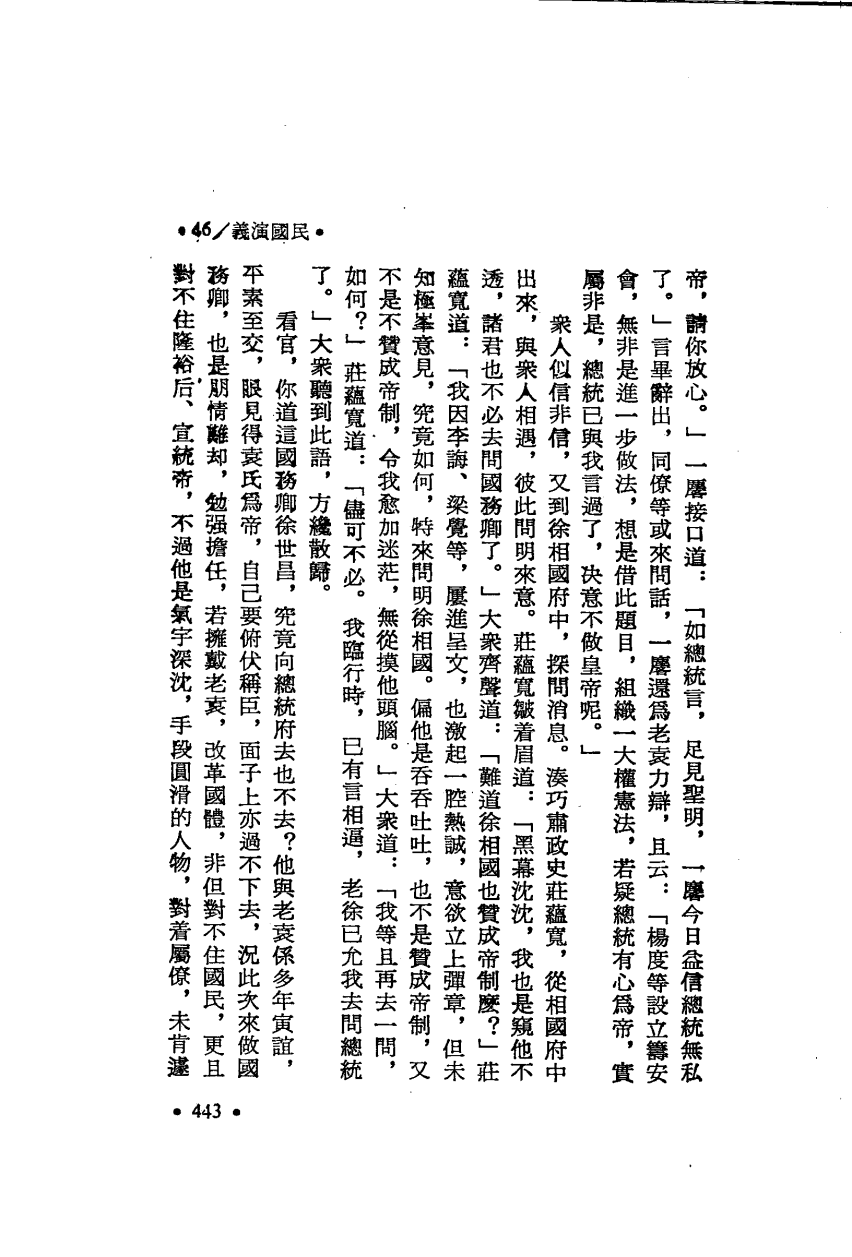 •46/義演國民•
帝，請你放心。」一麐接口道：「如總統言，足見聖明，一麐今日益信總統無私
了。」言畢辭出，同僚等或來問話，一麐還爲老袁力辯，且云：「楊度等設立籌安
會，無非是進一步做法，想是借此題目，組織一大權憲法，若疑總統有心爲帝，實
屬非是，總統已與我言過了，决意不做皇帝呢。」
衆人似信非信，又到徐相國府中，探問消息。湊巧肅政史莊蘊寬，從相國府中
出來，與衆人相遇，彼此問明來意。莊蘊寬皺着眉道：「黑幕沈沈，我也是窺他不
透，諸君也不必去問國務卿了。」大衆齊聲道：「難道徐相國也贊成帝制麼？」莊
蘊寬道：「我因李誨、梁覺等，屢進呈文，也激起一腔熱誠，意欲立上彈章，但未
知極峯意見，究竟如何，特來問明徐相國。偏他是吞吞吐吐，也不是贊成帝制，又
不是不贊成帝制，令我愈加迷茫，無從摸他頭腦。」大衆道：「我等且再去一問，
如何？」莊蘊寬道：「儘可不必。我臨行時，已有言相逼，老徐已允我去問總統
了。」大衆聽到此語，方纔散歸。
看官，你道這國務卿徐世昌，究竟向總統府去也不去？他與老袁係多年寅誼，
平素至交，眼見得袁氏爲帝，自己要俯伏稱臣，面子上亦過不下去，況此次來做國
務卿，也是朋情難却，勉强擔任，若擁戴老袁，改革國體，非但對不住國民，更且
對不住隆裕后、宣統帝，不過他是氣宇深沈，手段圓滑的人物，對着屬僚，未肯遽
•443•